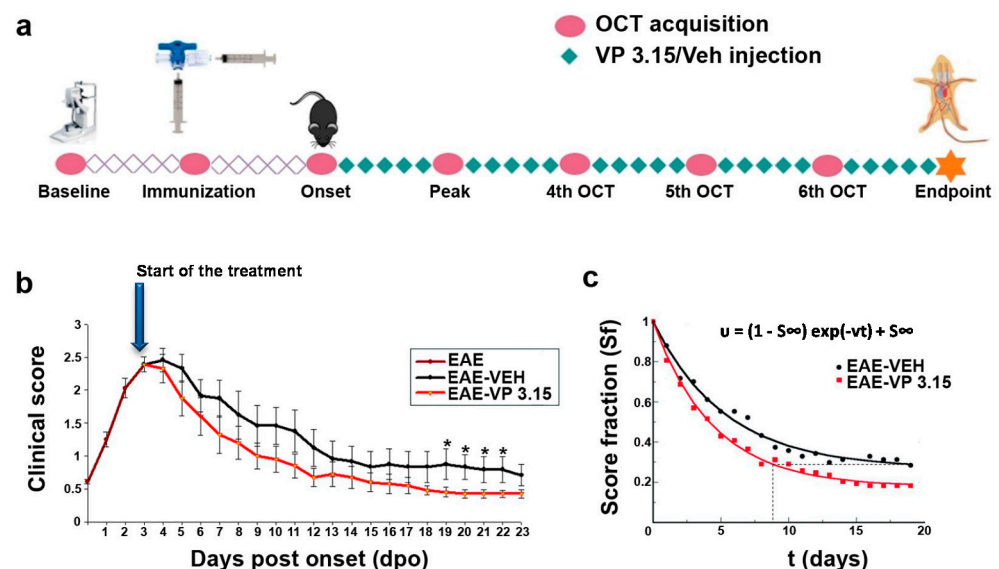 a
OCT acquisition
VP 3.15/Veh injection
Baseline
Immunization
Onset
Peak
4th OCT
5th OCT
6th OCT
Endpoint
b
Start of the treatment
Clinical score
3
2.5
2
1.5
1
0.5
0
EAE
EAE-VEH
EAE-VP 3.15
* * * *
1 2 3 4 5 6 7 8 9 10 11 12 13 14 15 16 17 18 19 20 21 22 23
Days post onset (dpo)
c
Score fraction (Sf)
1
0.8
0.6
0.4
0.2
υ = (1 - S∞) exp(-vt) + S∞
EAE-VEH
EAE-VP 3.15
0 5 10 15 20
t (days)